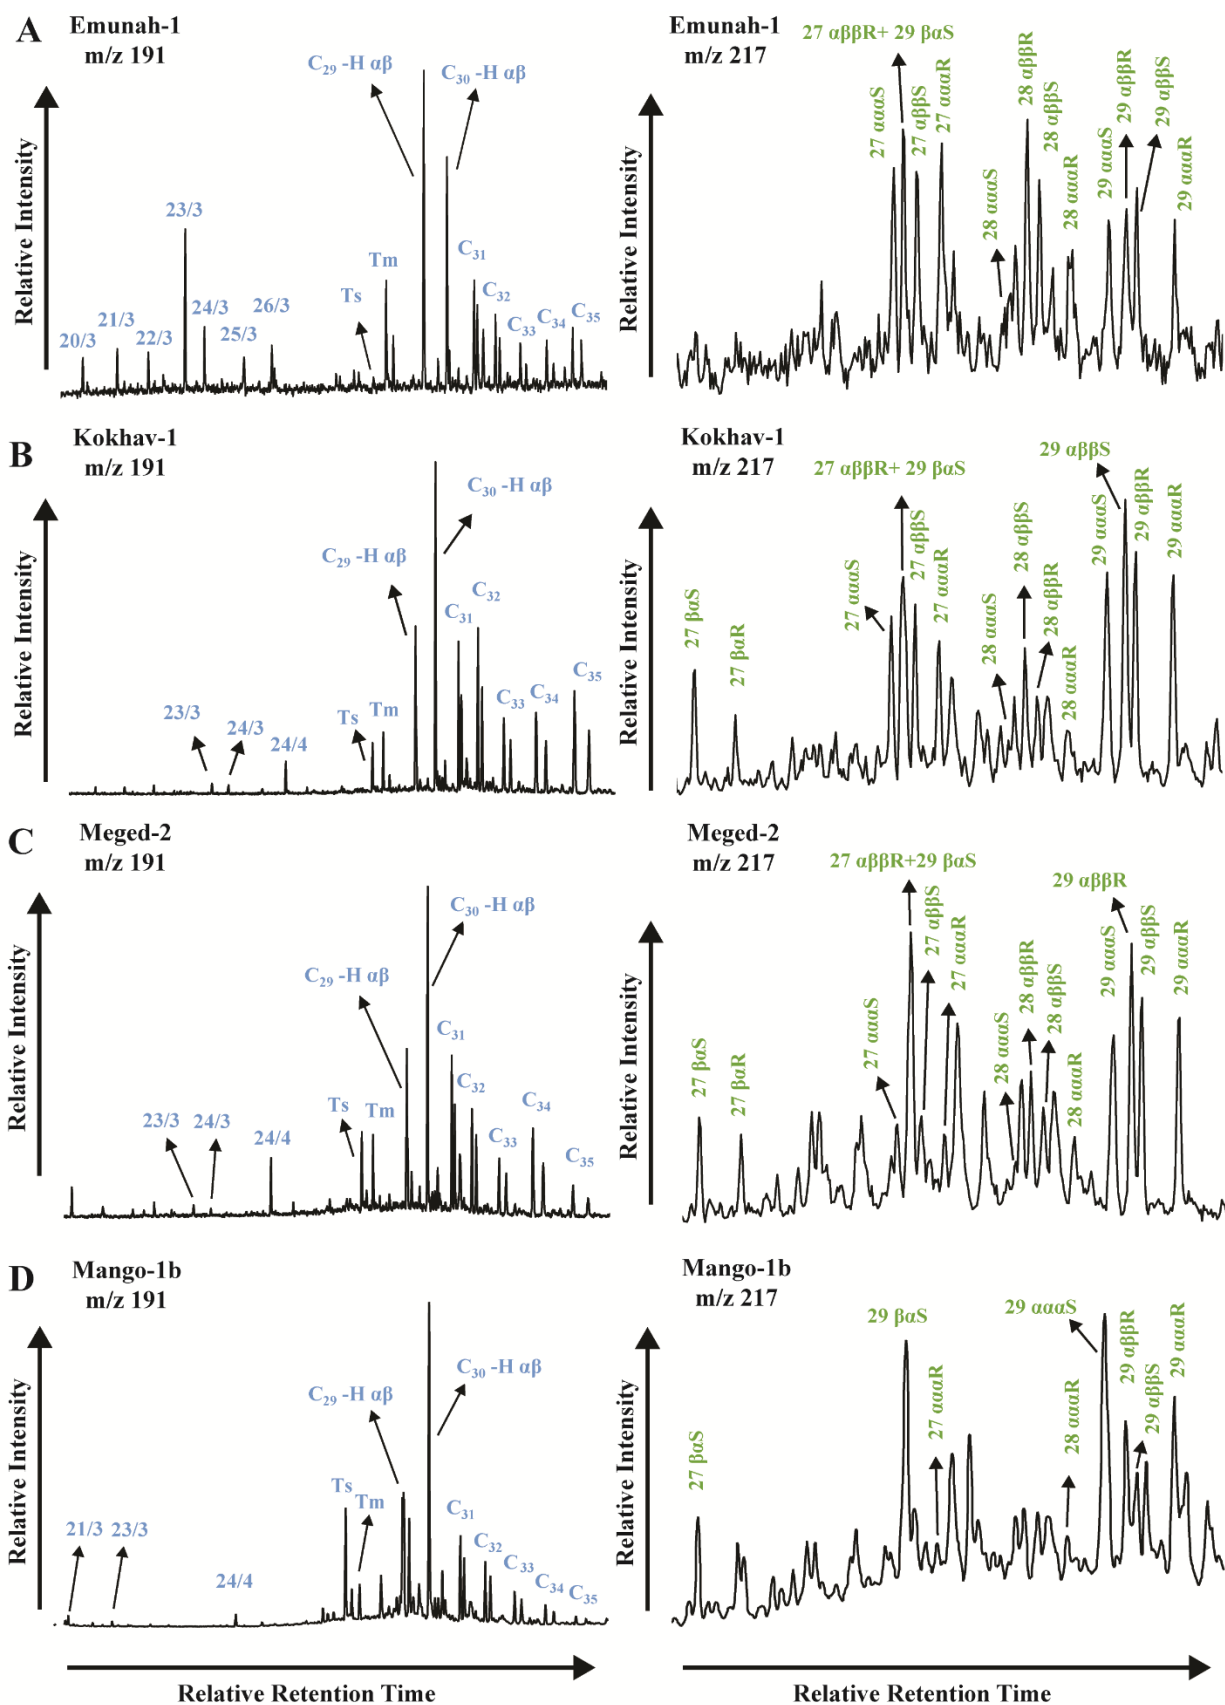 A
Emunah-1
m/z 191
Relative Intensity
20/3
21/3
22/3
23/3
24/3
25/3
26/3
Ts
Tm
C₂₉ -H αβ
C₃₀ -H αβ
C₃₁
C₃₂
C₃₃
C₃₄
C₃₅
Emunah-1
m/z 217
Relative Intensity
27 αααS
27 αββR+ 29 βαS
27 αββS
27 αααR
28 αααS
28 αββR
28 αββS
28 αααR
29 αααS
29 αββR
29 αββS
29 αααR
B
Kokhav-1
m/z 191
Relative Intensity
23/3
24/3
24/4
Ts
Tm
C₂₉ -H αβ
C₃₀ -H αβ
C₃₁
C₃₂
C₃₃
C₃₄
C₃₅
Kokhav-1
m/z 217
Relative Intensity
27 βαS
27 βαR
27 αααS
27 αββR+ 29 βαS
27 αββS
27 αααR
28 αααS
28 αββS
28 αββR
28 αααR
29 αααS
29 αββS
29 αββR
29 αααR
C
Meged-2
m/z 191
Relative Intensity
23/3
24/3
24/4
Ts
Tm
C₂₉ -H αβ
C₃₀ -H αβ
C₃₁
C₃₂
C₃₃
C₃₄
C₃₅
Meged-2
m/z 217
Relative Intensity
27 βαS
27 βαR
27 αααS
27 αββR+29 βαS
27 αββS
27 αααR
28 αααS
28 αββR
28 αββS
28 αααR
29 αααS
29 αββR
29 αββS
29 αααR
D
Mango-1b
m/z 191
Relative Intensity
21/3
23/3
24/4
Ts
Tm
C₂₉ -H αβ
C₃₀ -H αβ
C₃₁
C₃₂
C₃₃
C₃₄
C₃₅
Relative Retention Time
Mango-1b
m/z 217
Relative Intensity
27 βαS
29 βαS
27 αααR
28 αααR
29 αααS
29 αββR
29 αββS
29 αααR
Relative Retention Time